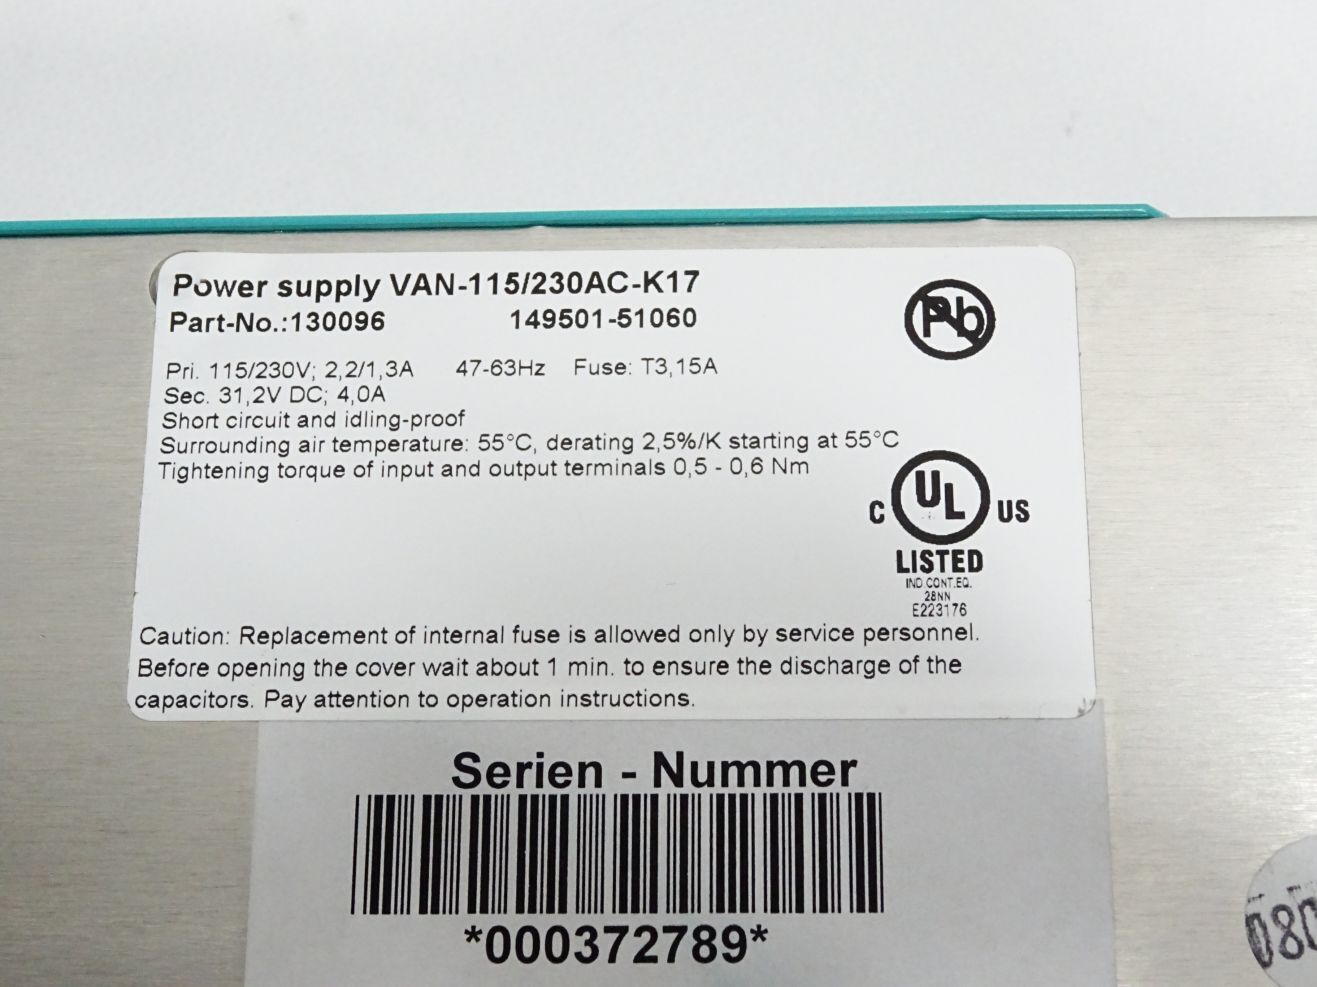 Power supply VAN-115/230AC-K17
Part-No.:130096 149501-51060
Pb
Pri. 115/230V; 2,2/1,3A 47-63Hz Fuse: T3,15A
Sec. 31,2V DC; 4,0A
Short circuit and idling-proof
Surrounding air temperature: 55°C, derating 2,5%/K starting at 55°C
Tightening torque of input and output terminals 0,5 - 0,6 Nm
C UL US
LISTED
IND.CONT.EQ.
28NN
E223176
Caution: Replacement of internal fuse is allowed only by service personnel.
Before opening the cover wait about 1 min. to ensure the discharge of the
capacitors. Pay attention to operation instructions.
Serien - Nummer
*000372789*